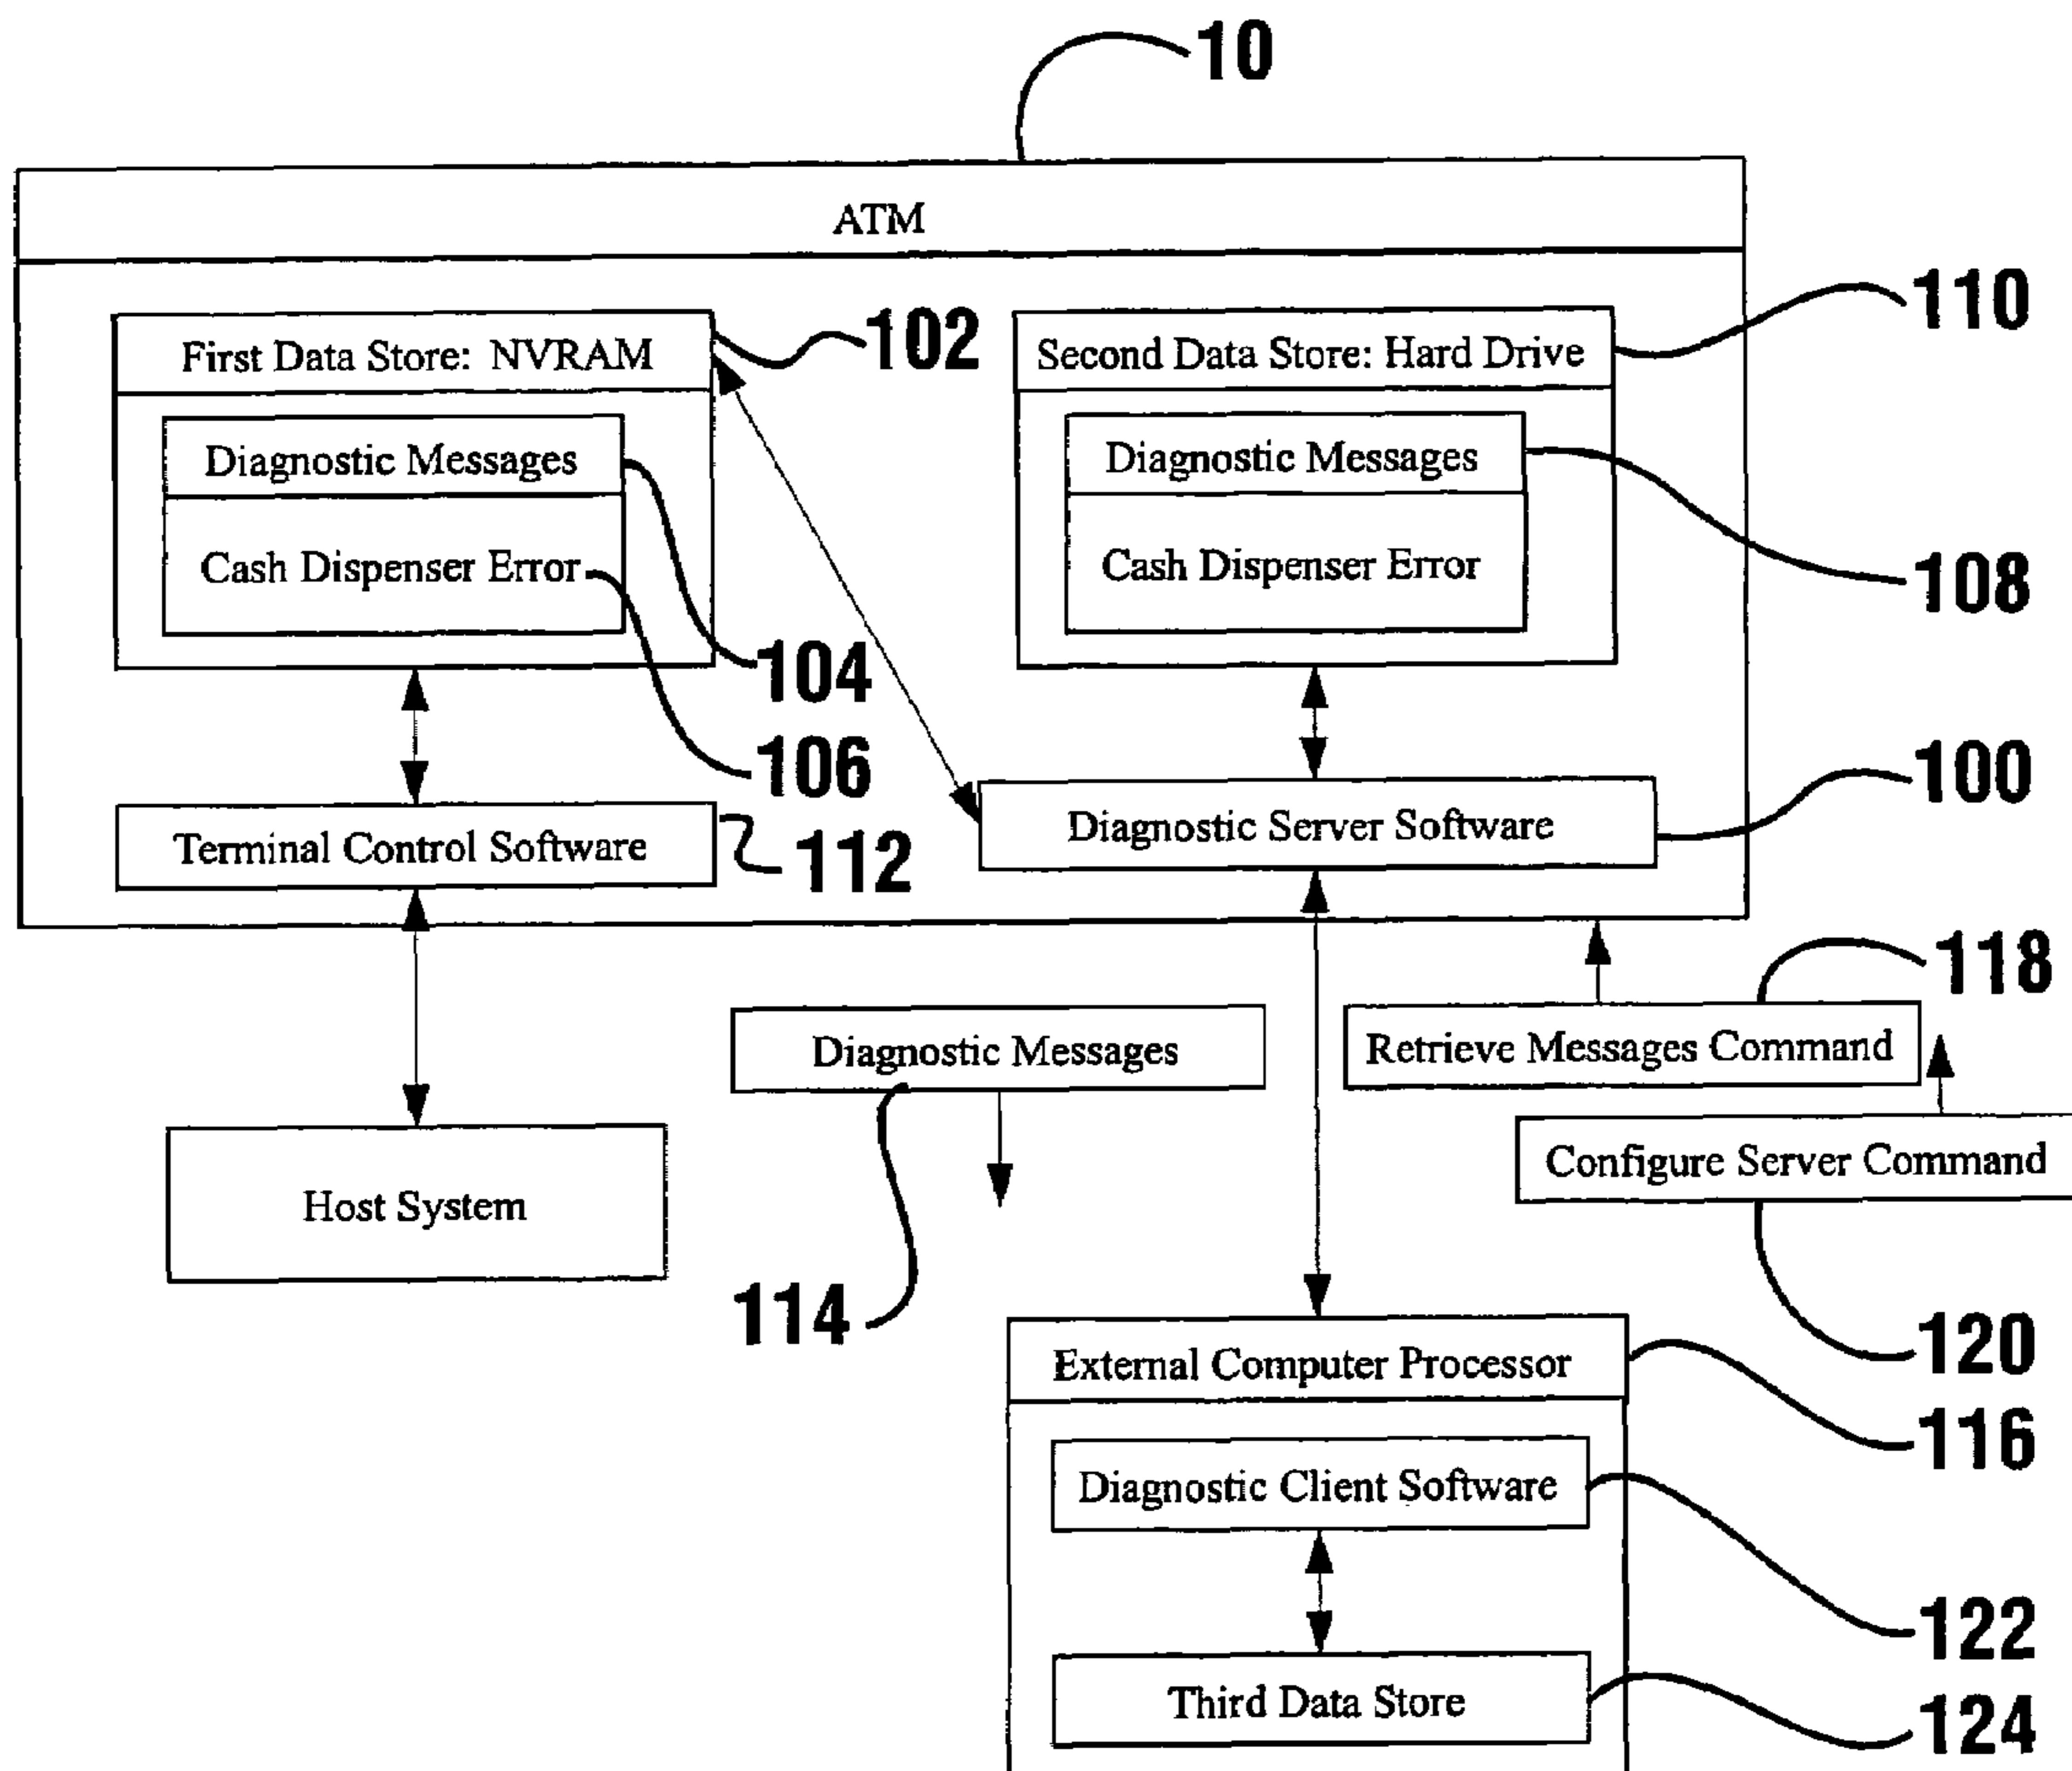 10
ATM
110
102
First Data Store: NVRAM
Second Data Store: Hard Drive
Diagnostic Messages
Diagnostic Messages
Cash Dispenser Error
Cash Dispenser Error
108
104
106
100
Diagnostic Server Software
Terminal Control Software
112
118
Retrieve Messages Command
Diagnostic Messages
Configure Server Command
Host System
114
120
External Computer Processor
116
Diagnostic Client Software
122
Third Data Store
124